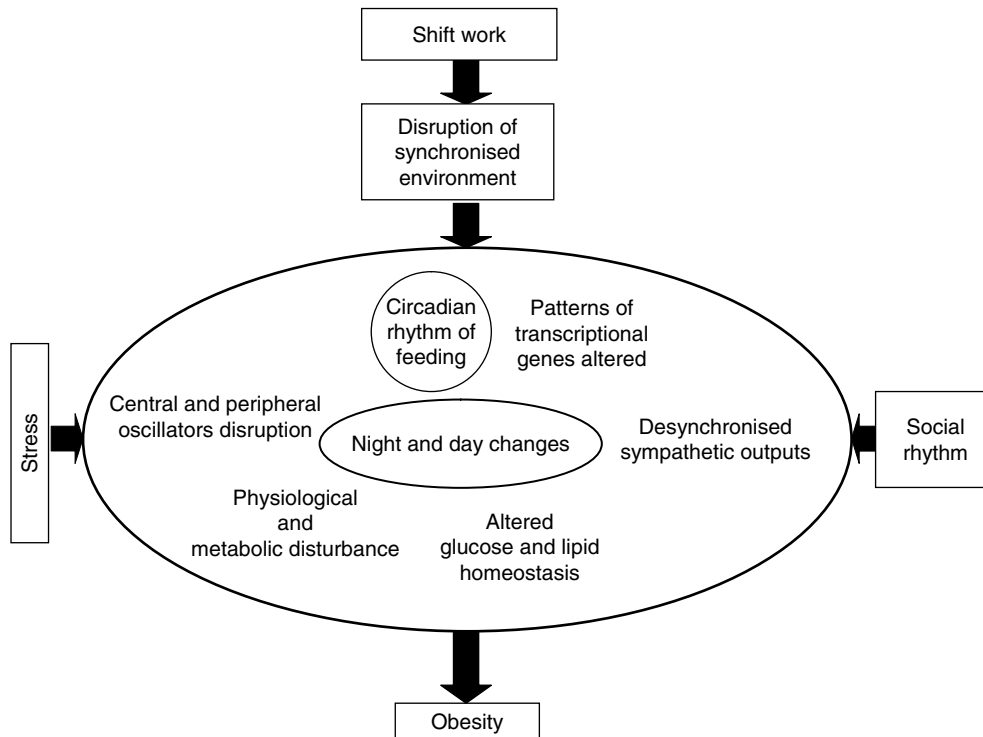 Shift work
Disruption of
synchronised
environment
Circadian
rhythm of
feeding
Patterns of
transcriptional
genes altered
Central and peripheral
oscillators disruption
Night and day changes
Desynchronised
sympathetic outputs
Physiological
and
metabolic disturbance
Altered
glucose and lipid
homeostasis
Stress
Social
rhythm
Obesity